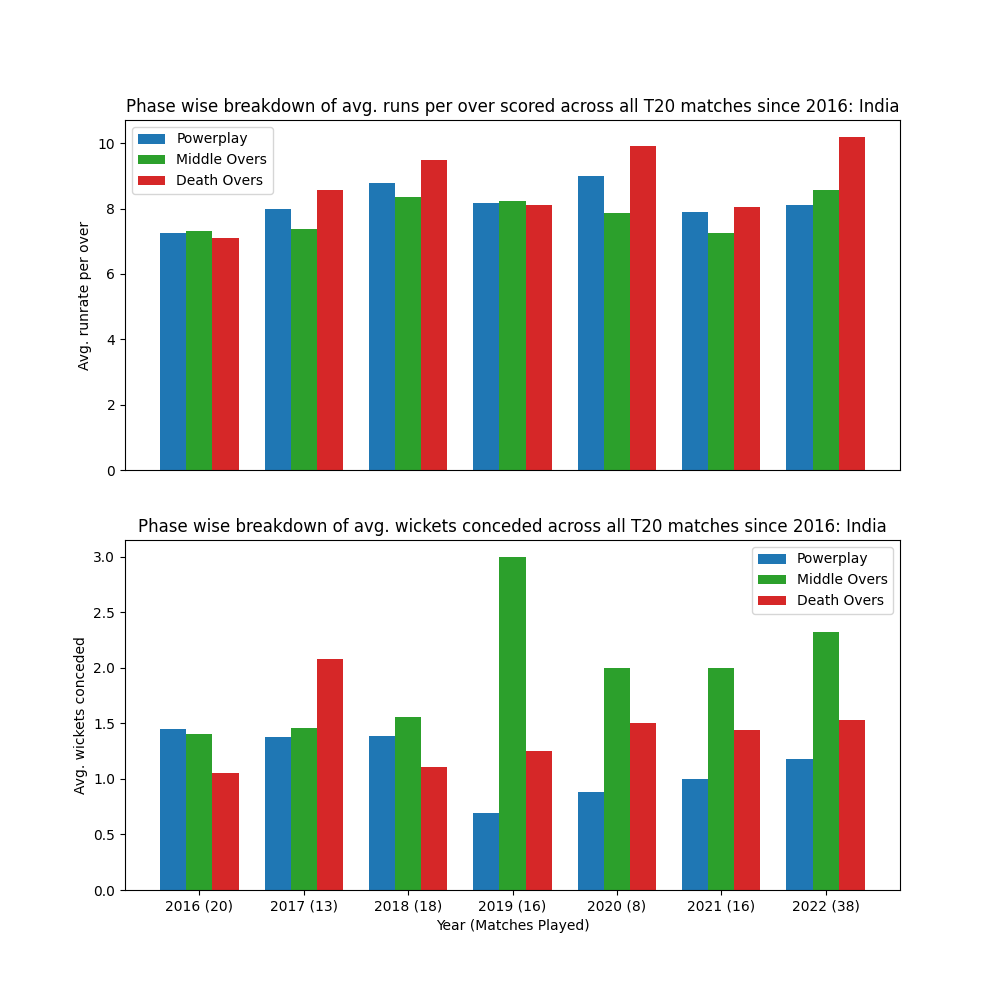 Phase wise breakdown of avg. runs per over scored across all T20 matches since 2016: India
Powerplay
Middle Overs
Death Overs
Avg. runrate per over
10
8
6
4
2
0
Phase wise breakdown of avg. wickets conceded across all T20 matches since 2016: India
Powerplay
Middle Overs
Death Overs
Avg. wickets conceded
3.0
2.5
2.0
1.5
1.0
0.5
0.0
2016 (20) 2017 (13) 2018 (18) 2019 (16) 2020 (8) 2021 (16) 2022 (38)
Year (Matches Played)